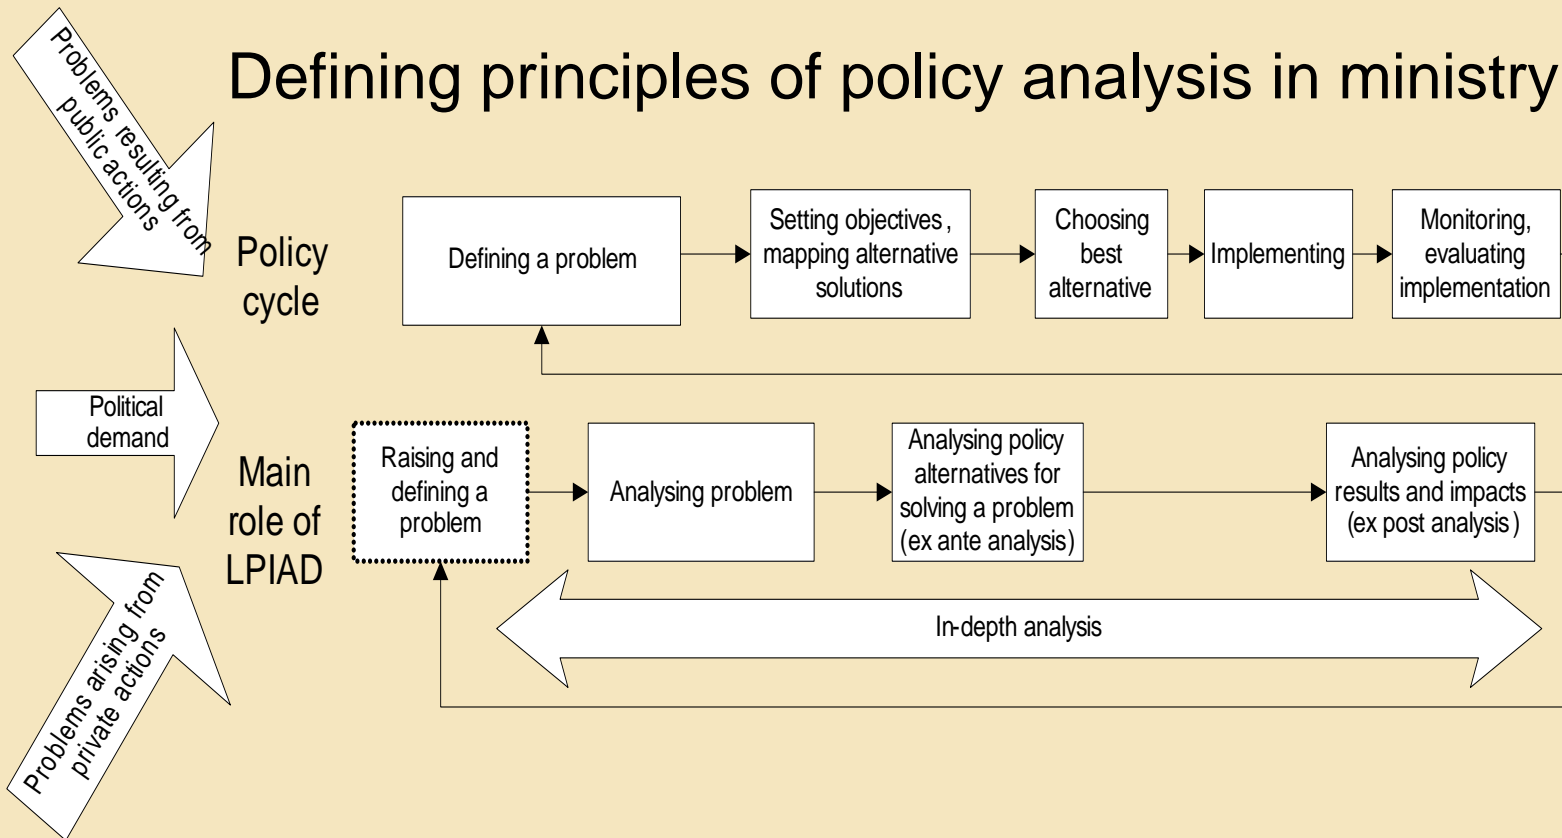 Defining principles of policy analysis in ministry
Problems resulting from
public actions
Policy
cycle
Defining a problem
Setting objectives,
mapping alternative
solutions
Choosing
best
alternative
Implementing
Monitoring,
evaluating
implementation
Political
demand
Main
role of
LPIAD
Raising and
defining a
problem
Analysing problem
Analysing policy
alternatives for
solving a problem
(ex ante analysis)
Analysing policy
results and impacts
(ex post analysis)
In-depth analysis
Problems arising from
private actions